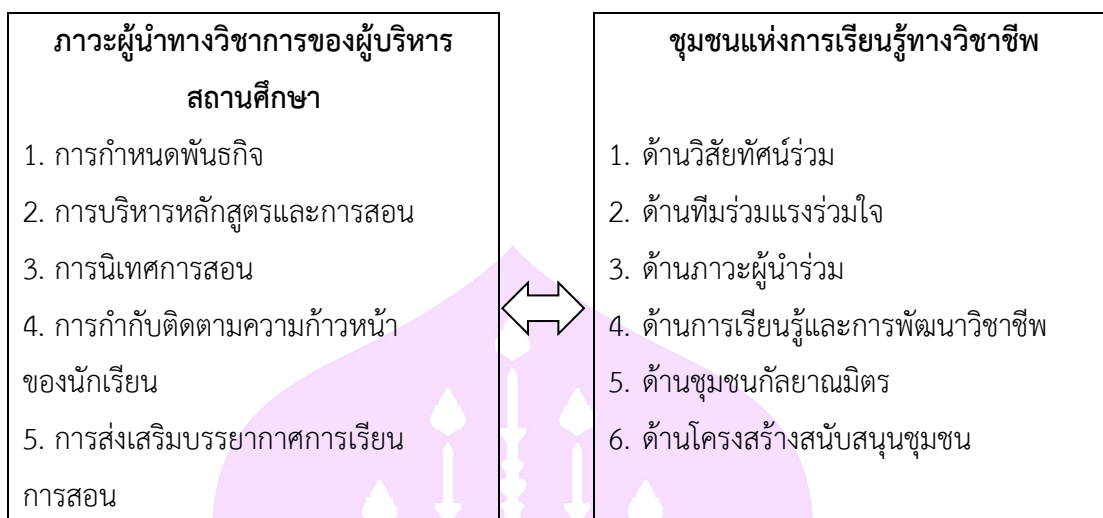 ภาวะผู้นำทางวิชาการของผู้บริหาร
สถานศึกษา
1. การกำหนดพันธกิจ
2. การบริหารหลักสูตรและการสอน
3. การนิเทศการสอน
4. การกำกับติดตามความก้าวหน้า
ของนักเรียน
5. การส่งเสริมบรรยากาศการเรียน
การสอน
ชุมชนแห่งการเรียนรู้ทางวิชาชีพ
1. ด้านวิสัยทัศน์ร่วม
2. ด้านทีมร่วมแรงร่วมใจ
3. ด้านภาวะผู้นำร่วม
4. ด้านการเรียนรู้และการพัฒนาวิชาชีพ
5. ด้านชุมชนกัลยาณมิตร
6. ด้านโครงสร้างสนับสนุนชุมชน